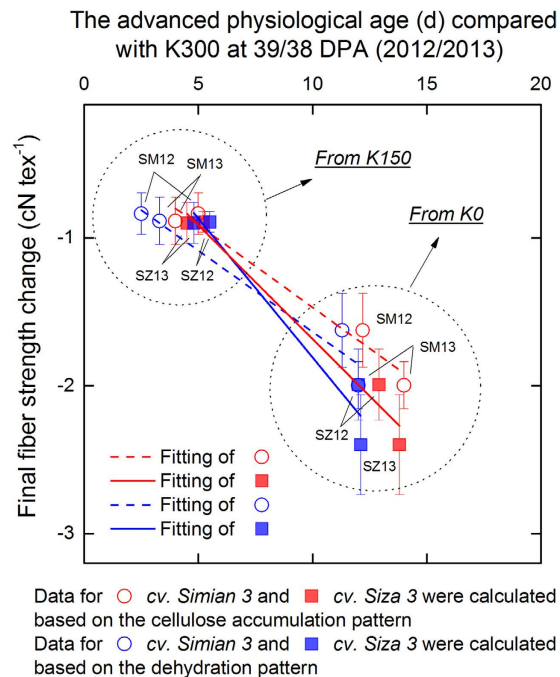 The advanced physiological age (d) compared
with K300 at 39/38 DPA (2012/2013)
0 5 10 15 20
Final fiber strength change (cN tex⁻¹)
-1
-2
-3
SM12
SM13
SZ13
SZ12
From K150
From K0
SM12
SM13
SZ12
SZ13
Fitting of
Fitting of
Fitting of
Fitting of
Data for cv. Simian 3 and cv. Siza 3 were calculated
based on the cellulose accumulation pattern
Data for cv. Simian 3 and cv. Siza 3 were calculated
based on the dehydration pattern